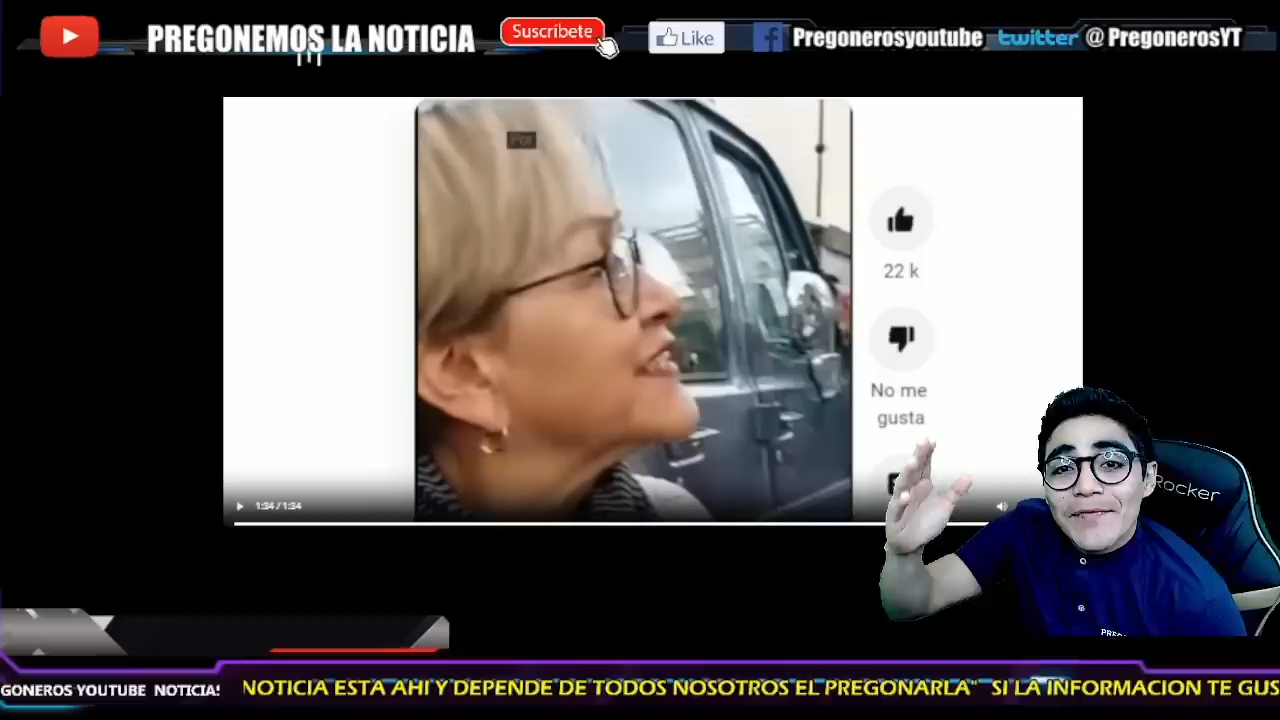 PREGONEMOS LA NOTICIA
Suscríbete
Like
f
Pregonerosyoutube
twitter
@PregonerosYT
22 k
No me
gusta
1:34 / 1:34
Rocker
GONEROS YOUTUBE NOTICIAS
NOTICIA ESTA AHI Y DEPENDE DE TODOS NOSOTROS EL PREGONARLA" SI LA INFORMACION TE GUS